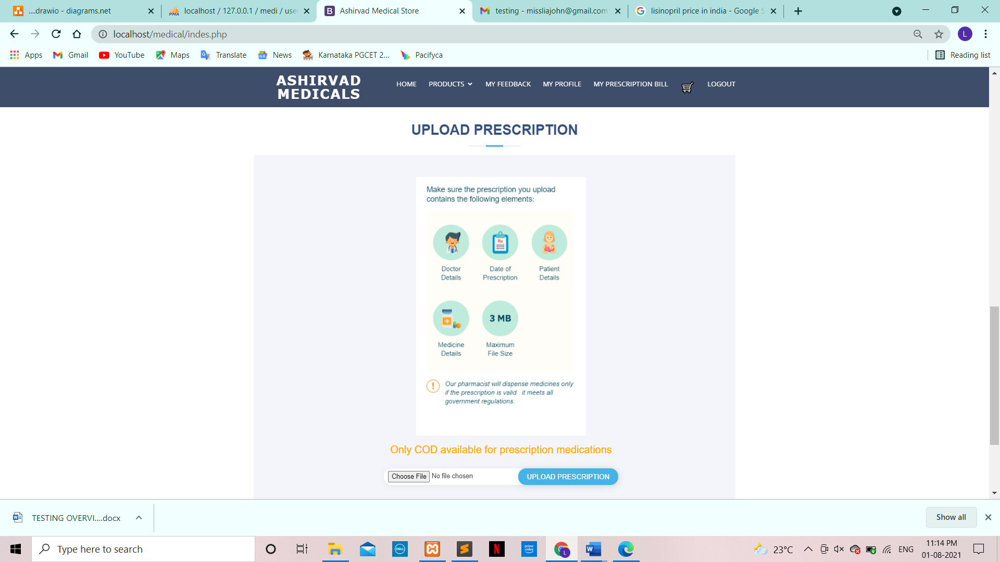 ....drawio - diagrams.net
localhost / 127.0.0.1 / medi / use
Ashirvad Medical Store
testing - missliajohn@gmail.com
lisinopril price in india - Google S
localhost/medical/indes.php
L
Apps
Gmail
YouTube
Maps
Translate
News
Karnataka PGCET 2...
Pacifyca
Reading list
ASHIRVAD
MEDICALS
HOME
PRODUCTS
MY FEEDBACK
MY PROFILE
MY PRESCRIPTION BILL
LOGOUT
UPLOAD PRESCRIPTION
Make sure the prescription you upload
contains the following elements:
Rx
Doctor
Details
Date of
Prescription
Patient
Details
3 MB
Medicine
Details
Maximum
File Size
! Our pharmacist will dispense medicines only
if the prescription is valid it meets all
government regulations.
Only COD available for prescription medications
Choose File No file chosen
UPLOAD PRESCRIPTION
TESTING OVERVI....docx
Show all
Type here to search
DELL
N
prime video
W
23°C
ENG
11:14 PM
01-08-2021